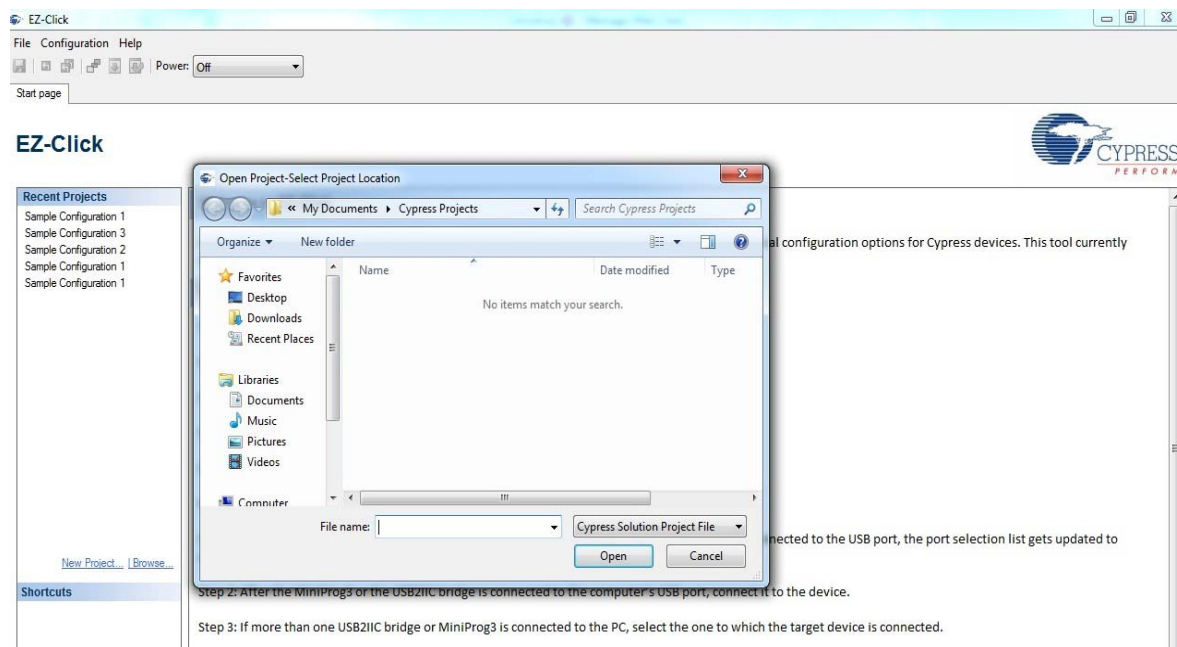 EZ-Click
File Configuration Help
Power: Off
Start page
EZ-Click
CYPRESS
PERFORM
Recent Projects
Sample Configuration 1
Sample Configuration 3
Sample Configuration 2
Sample Configuration 1
Sample Configuration 1
New Project... | Browse...
Shortcuts
Open Project-Select Project Location
« My Documents Cypress Projects Search Cypress Projects
Organize New folder
Favorites
Desktop
Downloads
Recent Places
Libraries
Documents
Music
Pictures
Videos
Computer
Name Date modified Type
No items match your search.
File name: Cypress Solution Project File
Open Cancel
configuration options for Cypress devices. This tool currently
to the USB port, the port selection list gets updated to
Step 2: After the MiniProg3 or the USB2IIC bridge is connected to the computer's USB port, connect it to the device.
Step 3: If more than one USB2IIC bridge or MiniProg3 is connected to the PC, select the one to which the target device is connected.